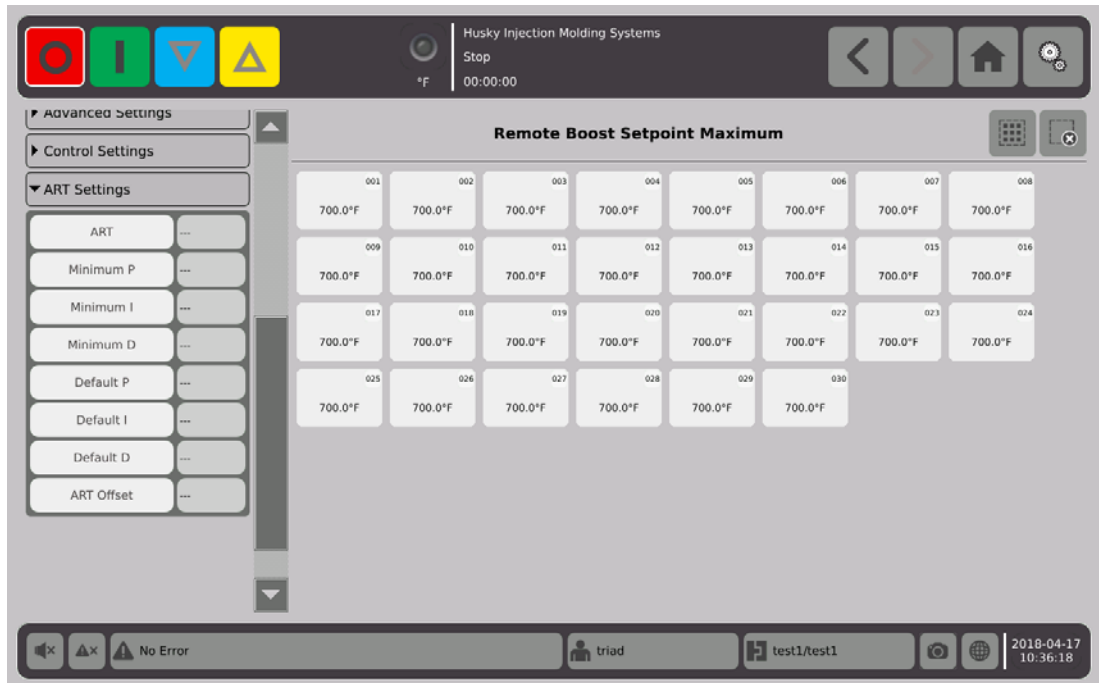 Husky Injection Molding Systems
Stop
°F
00:00:00
Advanced Settings
Control Settings
ART Settings
ART ---
Minimum P ---
Minimum I ---
Minimum D ---
Default P ---
Default I ---
Default D ---
ART Offset ---
Remote Boost Setpoint Maximum
001 002 003 004 005 006 007 008
700.0°F 700.0°F 700.0°F 700.0°F 700.0°F 700.0°F 700.0°F 700.0°F
009 010 011 012 013 014 015 016
700.0°F 700.0°F 700.0°F 700.0°F 700.0°F 700.0°F 700.0°F 700.0°F
017 018 019 020 021 022 023 024
700.0°F 700.0°F 700.0°F 700.0°F 700.0°F 700.0°F 700.0°F 700.0°F
025 026 027 028 029 030
700.0°F 700.0°F 700.0°F 700.0°F 700.0°F 700.0°F
No Error
triad
test1/test1
2018-04-17
10:36:18